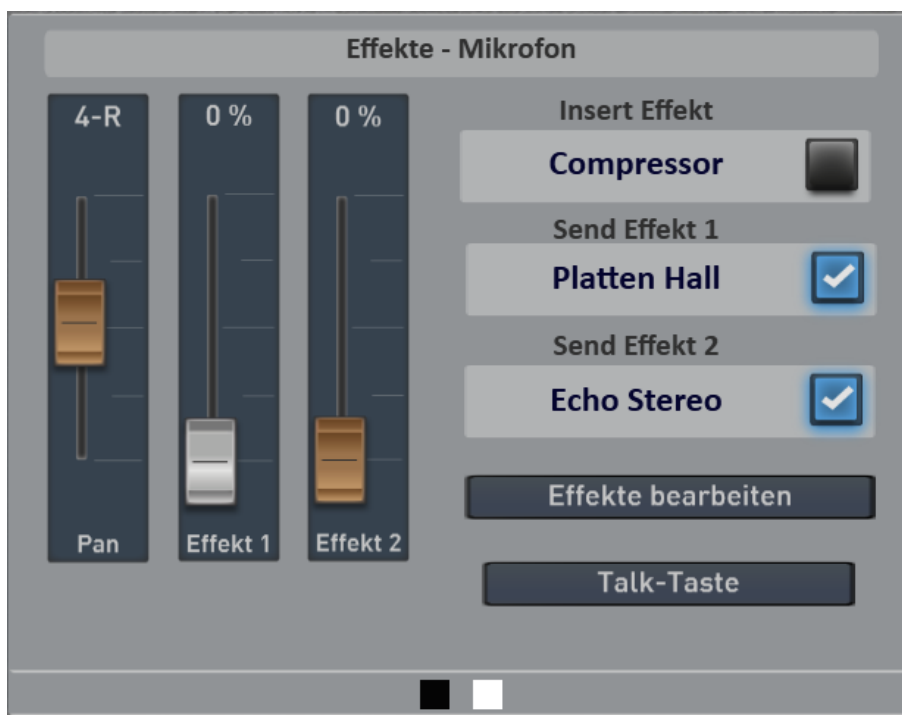 Effekte - Mikrofon
4-R
0 %
0 %
Pan
Effekt 1
Effekt 2
Insert Effekt
Compressor
Send Effekt 1
Platten Hall
Send Effekt 2
Echo Stereo
Effekte bearbeiten
Talk-Taste